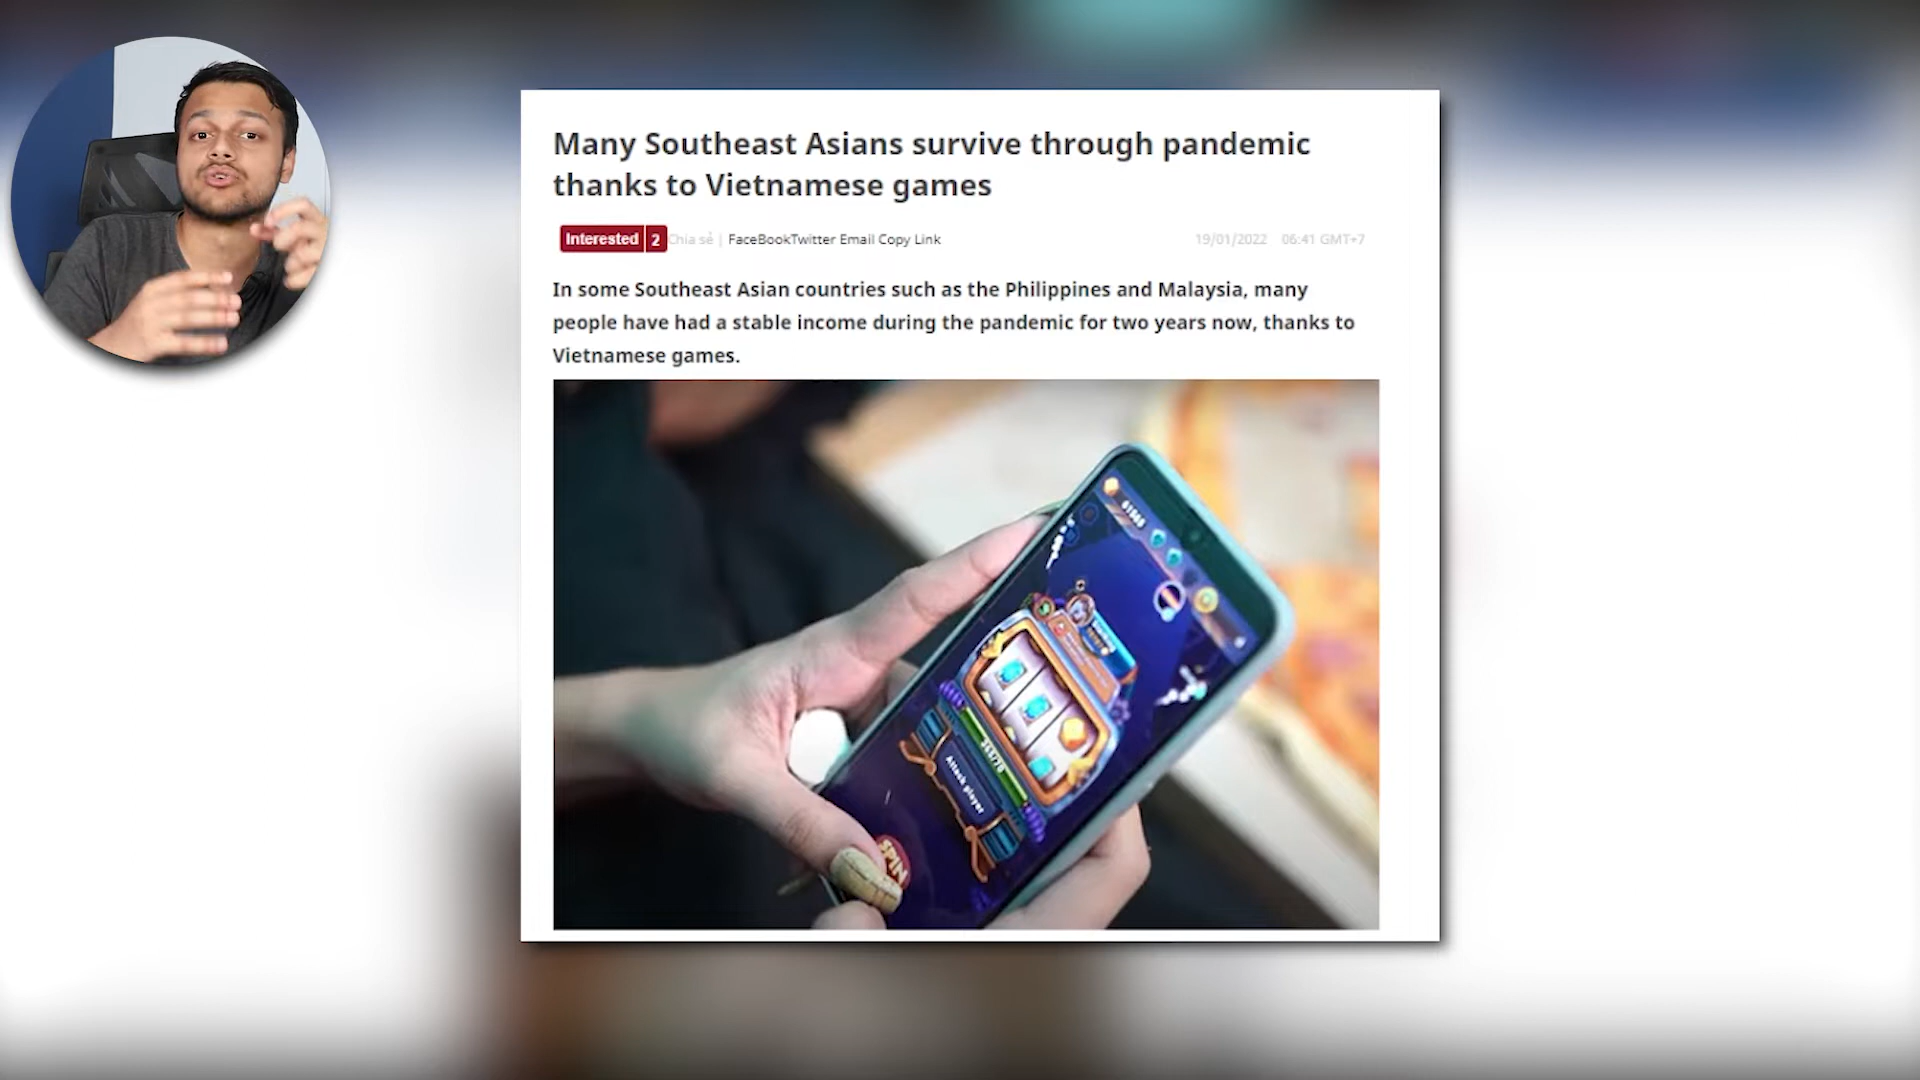 Many Southeast Asians survive through pandemic
thanks to Vietnamese games
Interested 2 Chia sẻ | FaceBookTwitter Email Copy Link 19/01/2022 06:41 GMT+7
In some Southeast Asian countries such as the Philippines and Malaysia, many
people have had a stable income during the pandemic for two years now, thanks to
Vietnamese games.
Attack player
SPIN